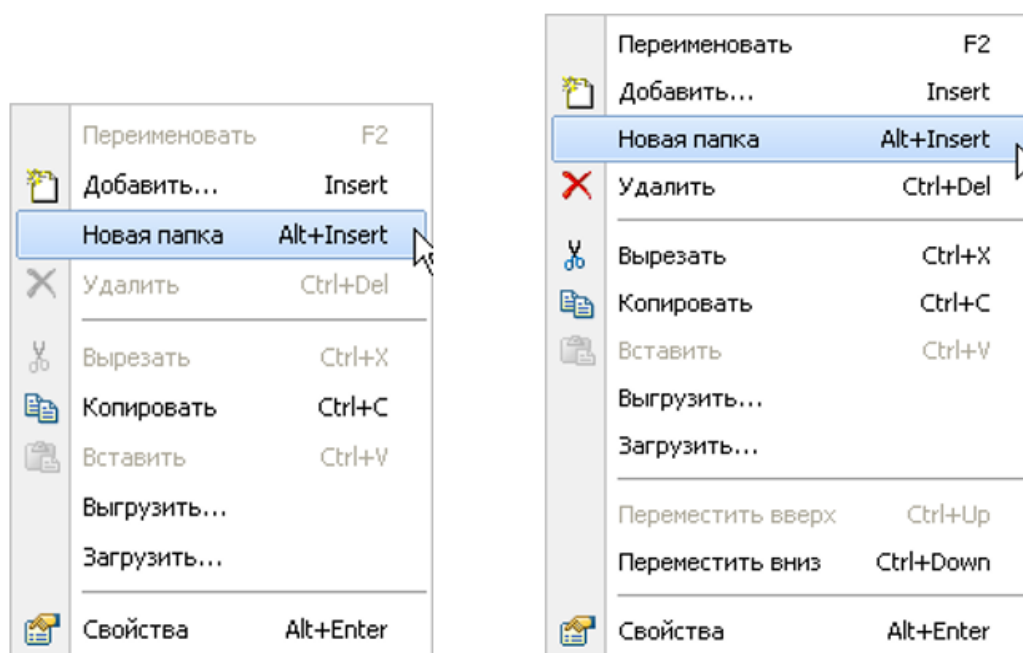 Переименовать F2
Добавить... Insert
Новая папка Alt+Insert
Удалить Ctrl+Del
Вырезать Ctrl+X
Копировать Ctrl+C
Вставить Ctrl+V
Выгрузить...
Загрузить...
Свойства Alt+Enter
Переименовать F2
Добавить... Insert
Новая папка Alt+Insert
Удалить Ctrl+Del
Вырезать Ctrl+X
Копировать Ctrl+C
Вставить Ctrl+V
Выгрузить...
Загрузить...
Переместить вверх Ctrl+Up
Переместить вниз Ctrl+Down
Свойства Alt+Enter